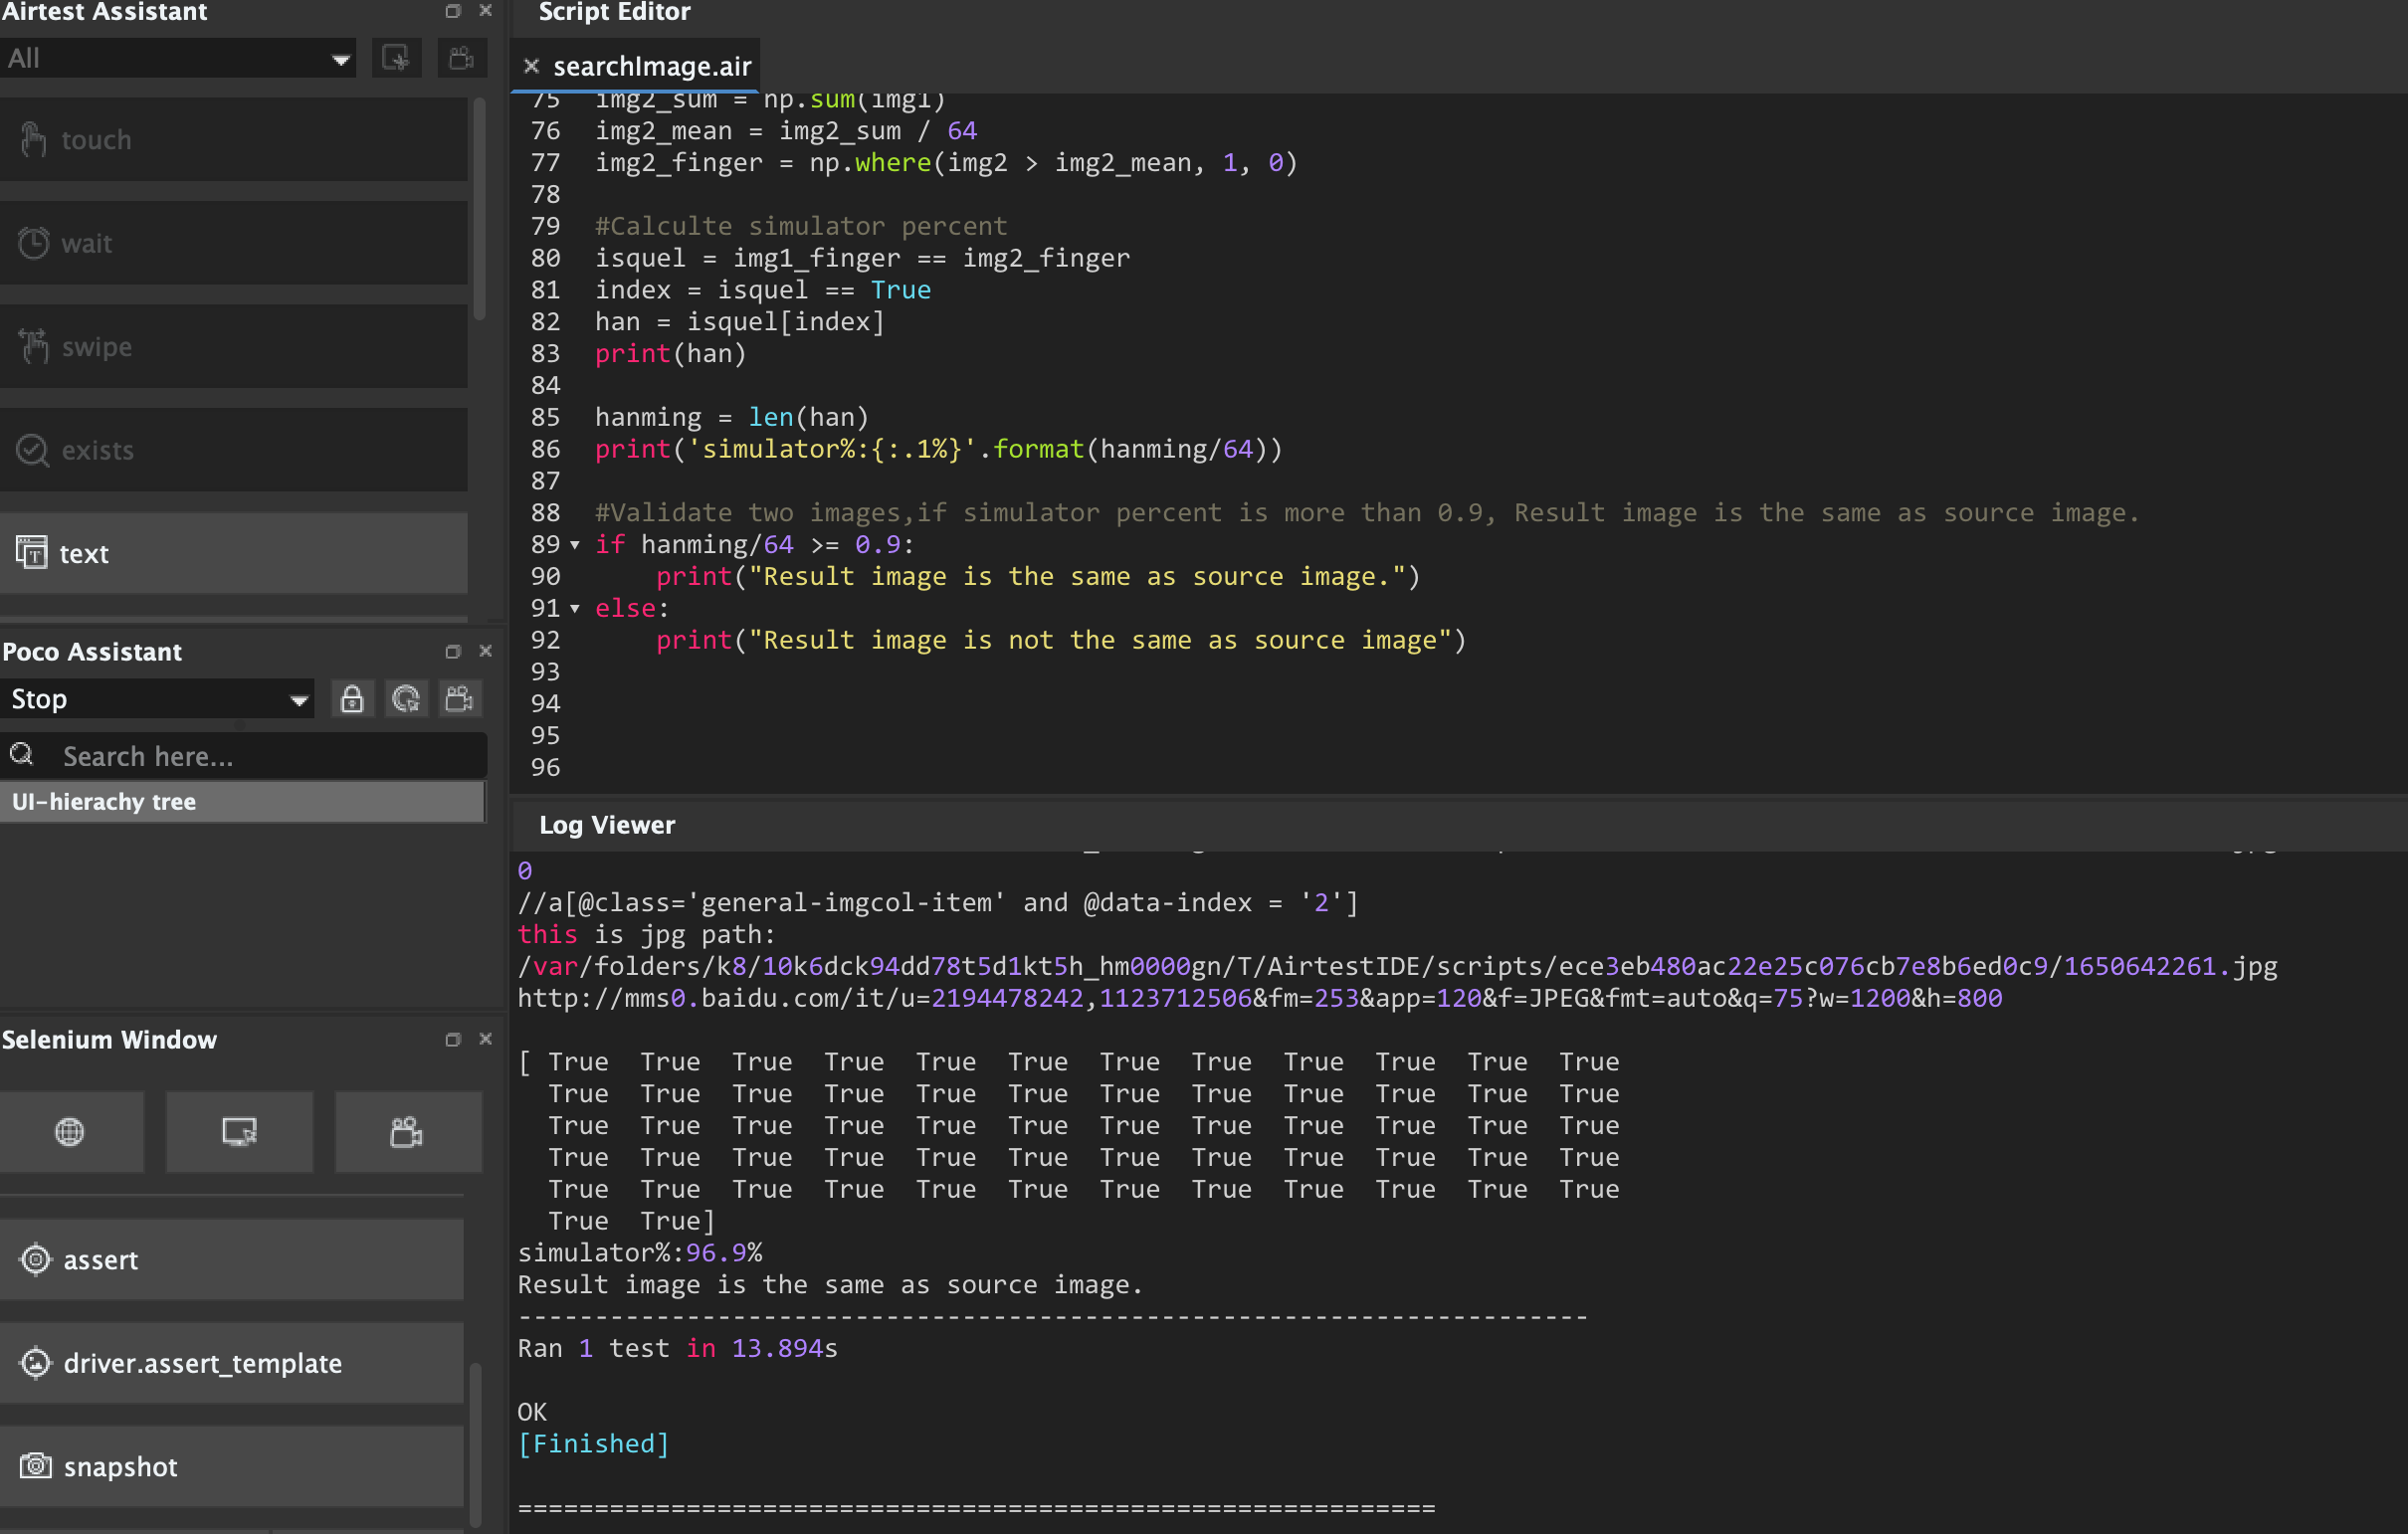 Airtest Assistant
All
touch
wait
swipe
exists
text
Poco Assistant
Stop
Search here...
UI-hierachy tree
Selenium Window
assert
driver.assert_template
snapshot
Script Editor
searchImage.air
75 img2_sum = np.sum(img1)
76 img2_mean = img2_sum / 64
77 img2_finger = np.where(img2 > img2_mean, 1, 0)
78
79 #Calculte simulator percent
80 isquel = img1_finger == img2_finger
81 index = isquel == True
82 han = isquel[index]
83 print(han)
84
85 hanming = len(han)
86 print('simulator%:{:.1%}'.format(hanming/64))
87
88 #Validate two images,if simulator percent is more than 0.9, Result image is the same as source image.
89 if hanming/64 >= 0.9:
90 print("Result image is the same as source image.")
91 else:
92 print("Result image is not the same as source image")
93
94
95
96
Log Viewer
0
//a[@class='general-imgcol-item' and @data-index = '2']
this is jpg path:
/var/folders/k8/10k6dck94dd78t5d1kt5h_hm0000gn/T/AirtestIDE/scripts/ece3eb480ac22e25c076cb7e8b6ed0c9/1650642261.jpg
http://mms0.baidu.com/it/u=2194478242,1123712506&fm=253&app=120&f=JPEG&fmt=auto&q=75?w=1200&h=800
[ True True True True True True True True True True True True
True True True True True True True True True True True True
True True True True True True True True True True True True
True True True True True True True True True True True True
True True True True True True True True True True True True
True True]
simulator%:96.9%
Result image is the same as source image.
----------------------------------------------------------------------
Ran 1 test in 13.894s
OK
[Finished]
============================================================